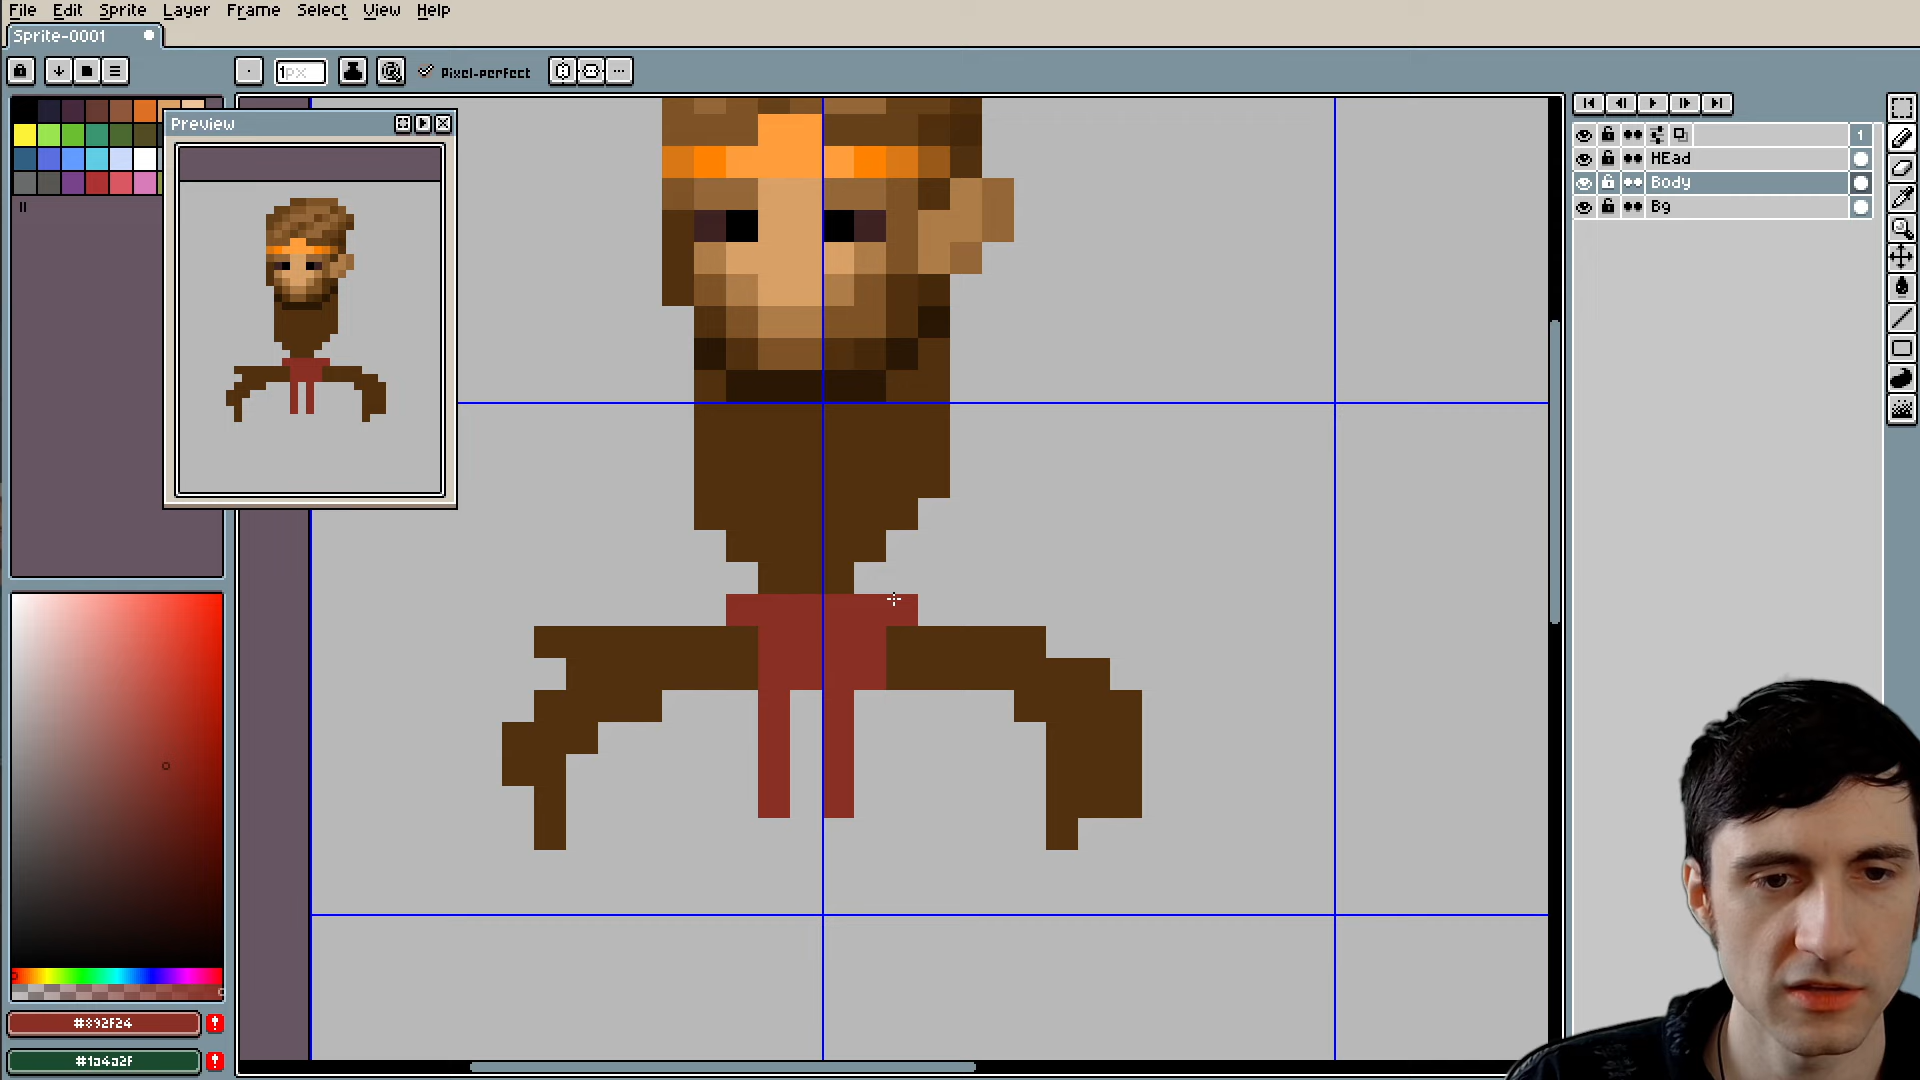 File Edit Sprite Layer Frame Select View Help
Sprite-0001
1px Pixel-perfect
Preview
1
HEad
Body
Bg
#892f24
#1a4a2f